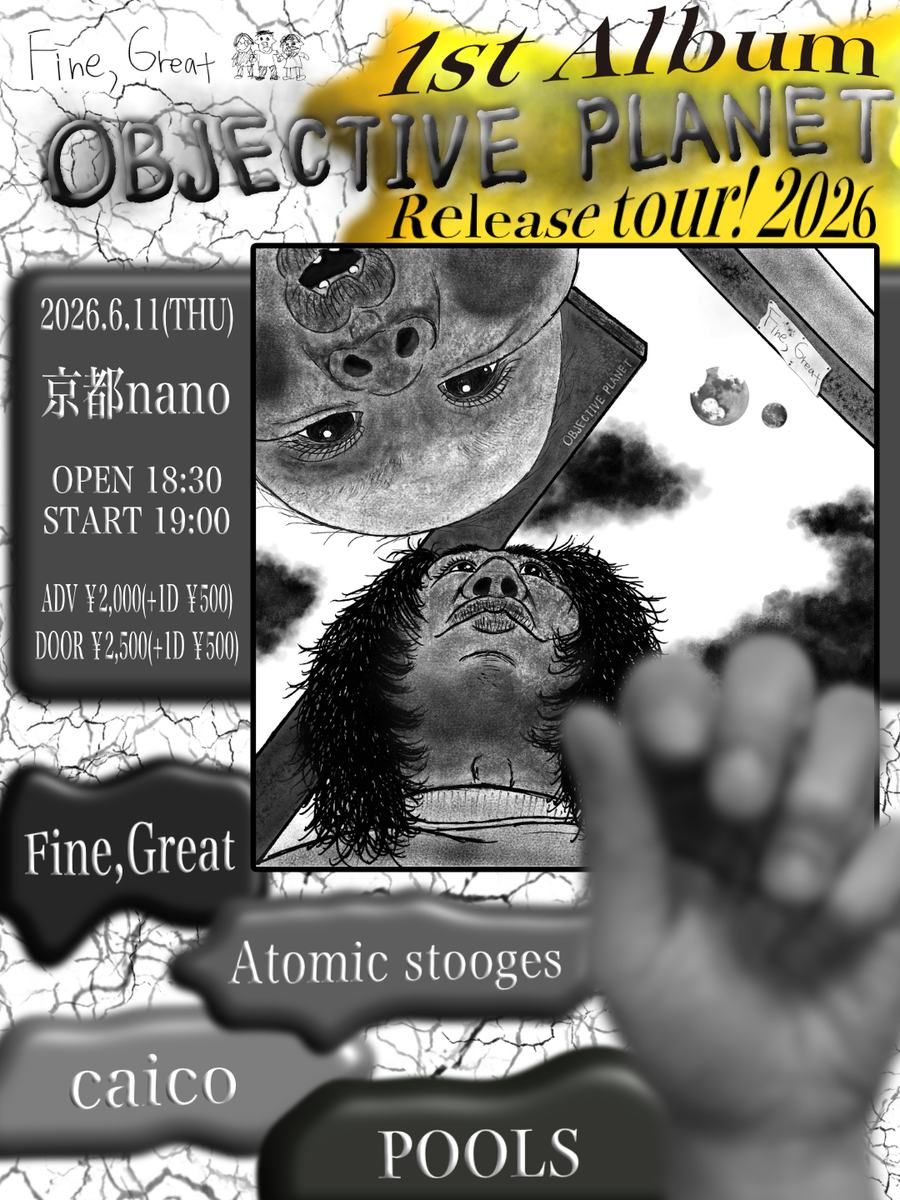 Fine, Great
1st Album
OBJECTIVE PLANET
Release tour! 2026
2026.6.11(THU)
京都nano
OPEN 18:30
START 19:00
ADV ¥2,000(+1D ¥500)
DOOR ¥2,500(+1D ¥500)
OBJECTIVE PLANET
Fine, Great
Fine,Great
Atomic stooges
caico
POOLS